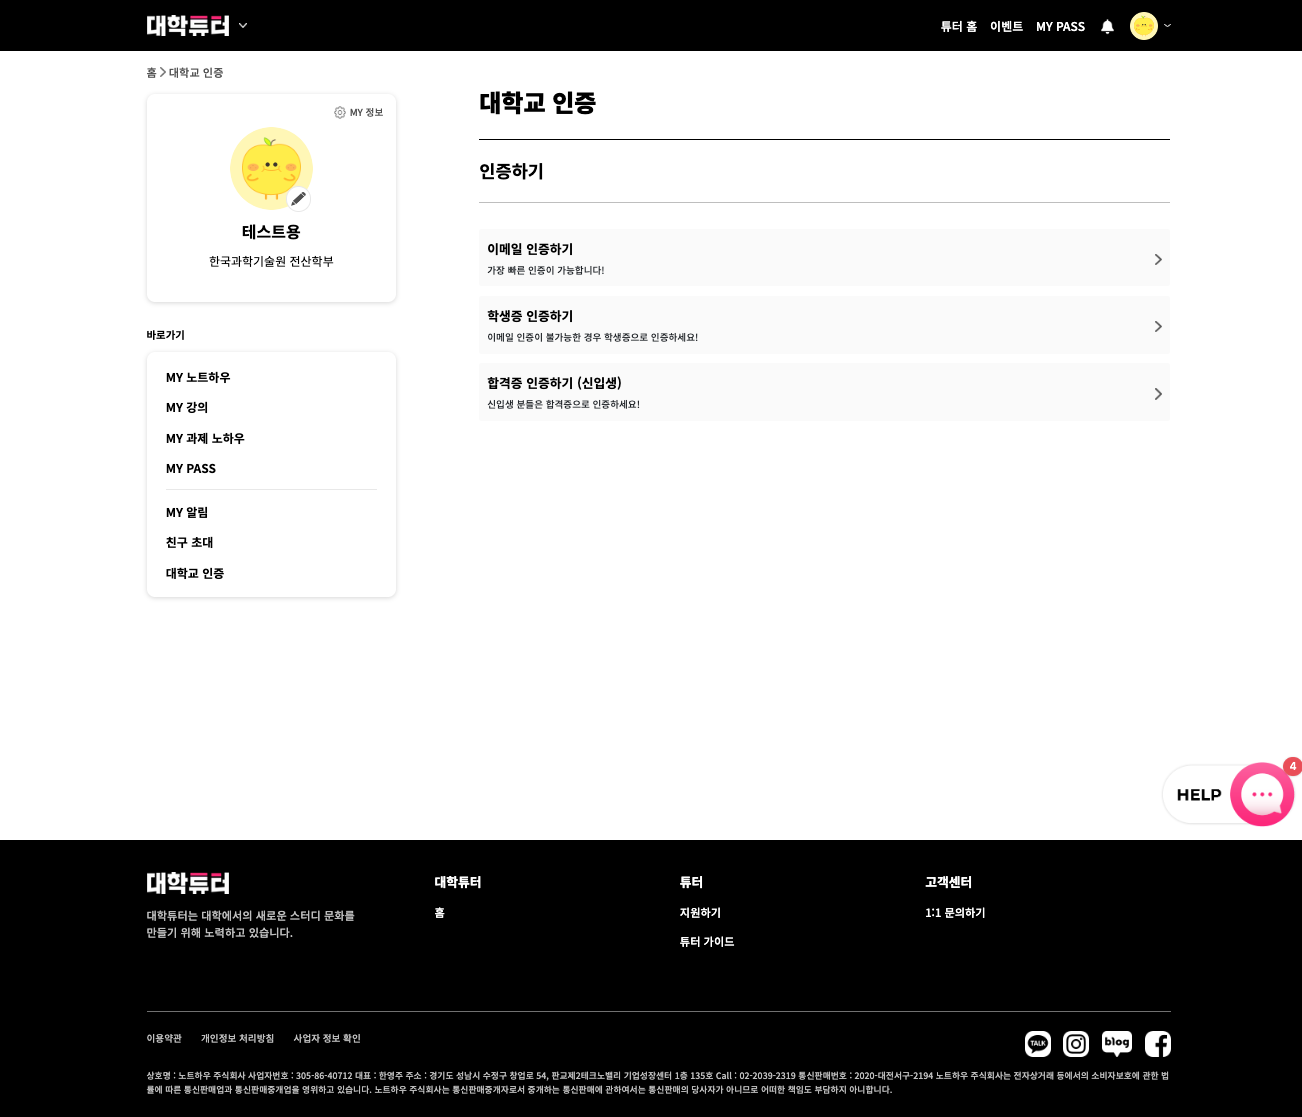 대학튜터
튜터 홈 이벤트 MY PASS
홈 > 대학교 인증
MY 정보
테스트용
한국과학기술원 전산학부
바로가기
MY 노트하우
MY 강의
MY 과제 노하우
MY PASS
MY 알림
친구 초대
대학교 인증
대학교 인증
인증하기
이메일 인증하기
가장 빠른 인증이 가능합니다!
학생증 인증하기
이메일 인증이 불가능한 경우 학생증으로 인증하세요!
합격증 인증하기 (신입생)
신입생 분들은 합격증으로 인증하세요!
HELP
4
대학튜터
대학튜터는 대학에서의 새로운 스터디 문화를
만들기 위해 노력하고 있습니다.
대학튜터
홈
튜터
지원하기
튜터 가이드
고객센터
1:1 문의하기
이용약관 개인정보 처리방침 사업자 정보 확인
TALK
blog
상호명 : 노트하우 주식회사 사업자번호 : 305-86-40712 대표 : 한영주 주소 : 경기도 성남시 수정구 창업로 54, 판교제2테크노밸리 기업성장센터 1층 135호 Call : 02-2039-2319 통신판매번호 : 2020-대전서구-2194 노트하우 주식회사는 전자상거래 등에서의 소비자보호에 관한 법
률에 따른 통신판매업과 통신판매중개업을 영위하고 있습니다. 노트하우 주식회사는 통신판매중개자로서 중개하는 통신판매에 관하여서는 통신판매의 당사자가 아니므로 어떠한 책임도 부담하지 아니합니다.